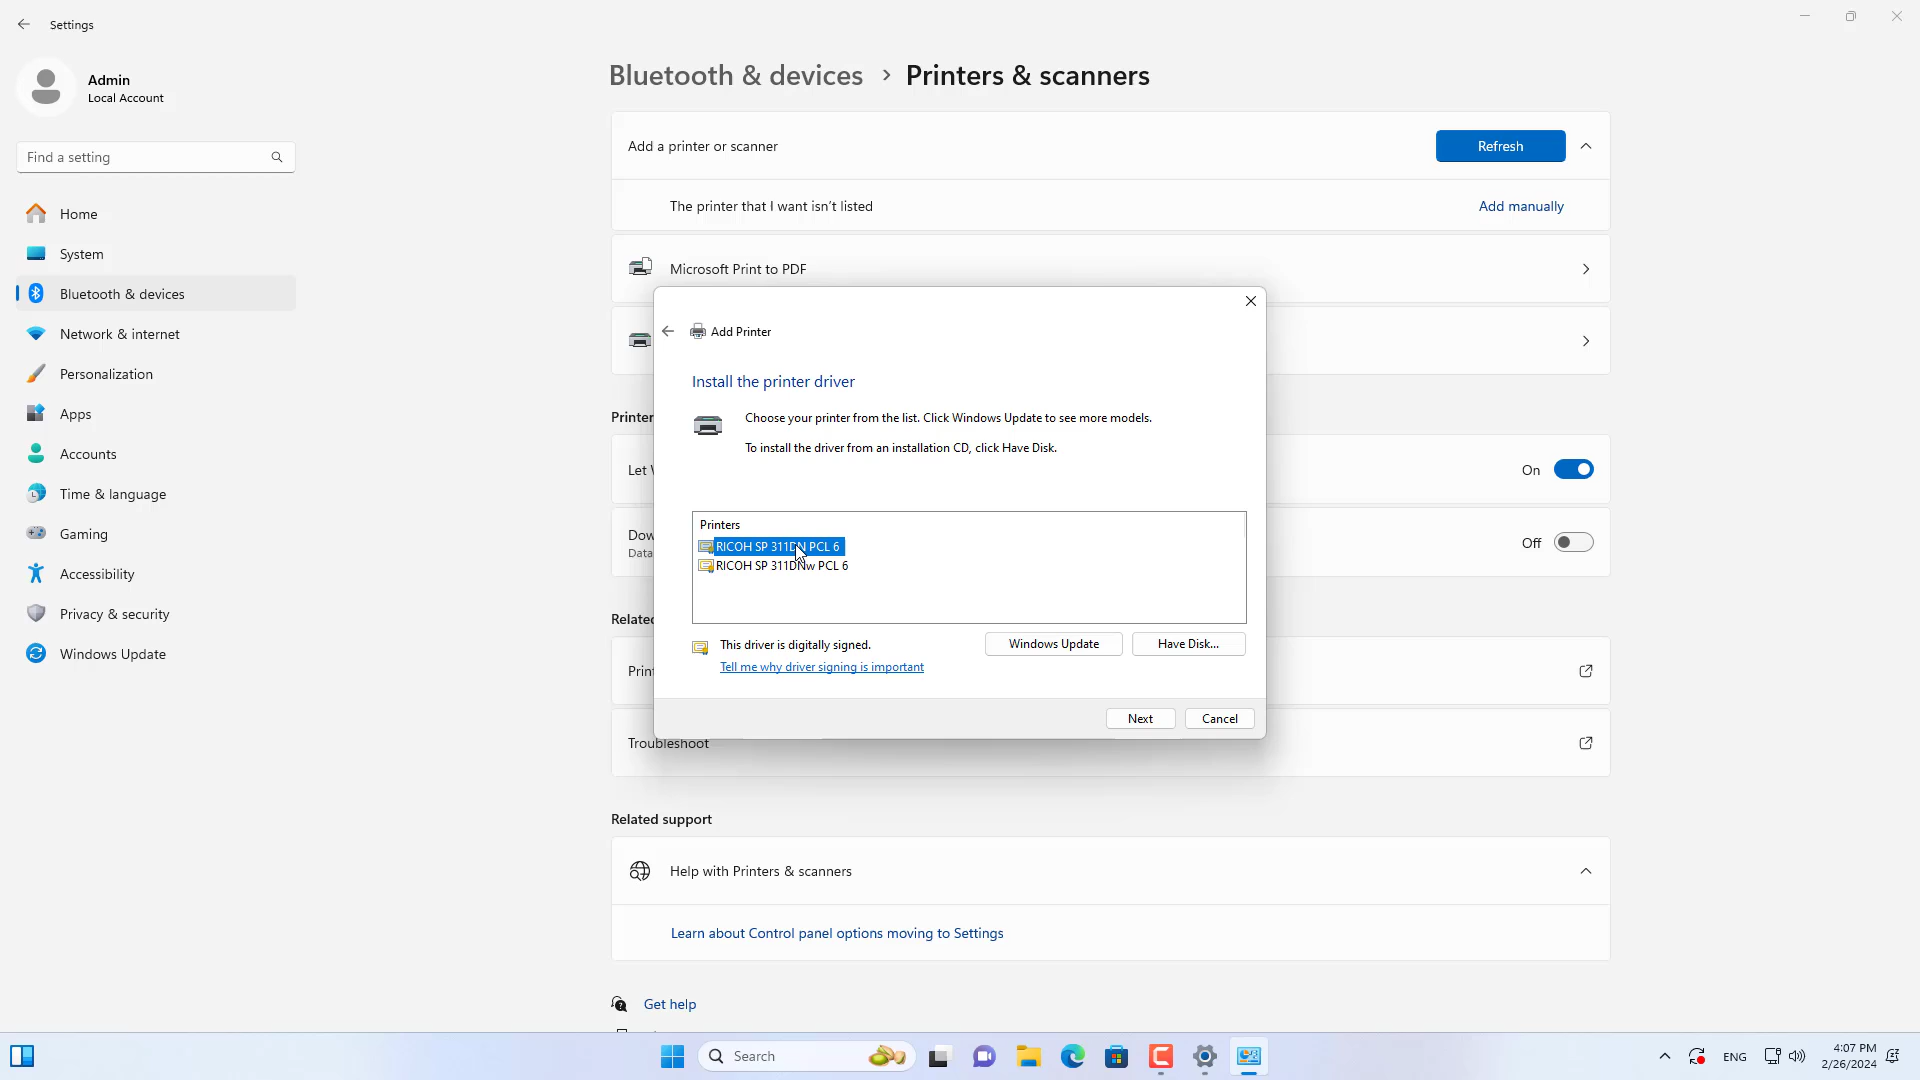 Settings
Admin
Local Account
Find a setting
Home
System
Bluetooth & devices
Network & internet
Personalization
Apps
Accounts
Time & language
Gaming
Accessibility
Privacy & security
Windows Update
Bluetooth & devices > Printers & scanners
Add a printer or scanner
Refresh
The printer that I want isn't listed
Add manually
Microsoft Print to PDF
Printer
Let
On
Dow
Data
Off
Relate
Print
Troubleshoot
Add Printer
Install the printer driver
Choose your printer from the list. Click Windows Update to see more models.
To install the driver from an installation CD, click Have Disk.
Printers
RICOH SP 311DN PCL 6
RICOH SP 311DNw PCL 6
This driver is digitally signed.
Tell me why driver signing is important
Windows Update
Have Disk...
Next
Cancel
Related support
Help with Printers & scanners
Learn about Control panel options moving to Settings
Get help
Search
ENG
4:07 PM
2/26/2024